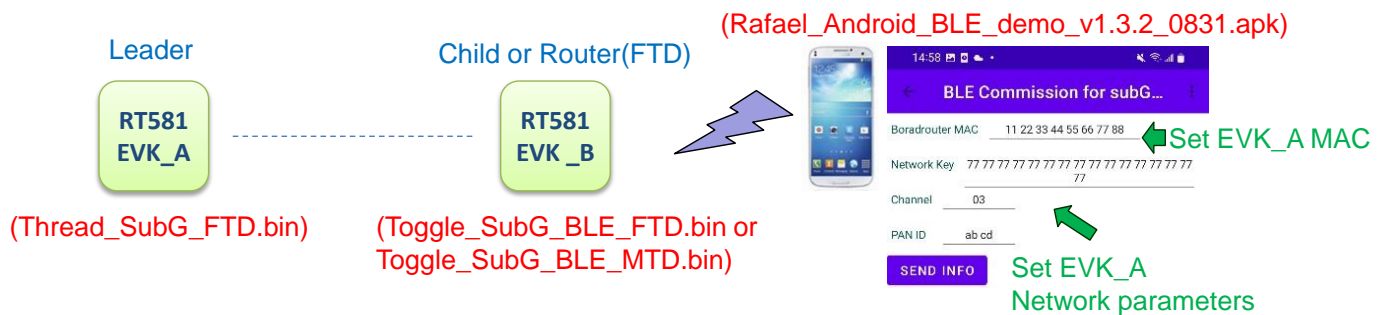 (Rafael_Android_BLE_demo_v1.3.2_0831.apk)
Leader
Child or Router(FTD)
RT581
EVK_A
RT581
EVK _B
(Thread_SubG_FTD.bin)
(Toggle_SubG_BLE_FTD.bin or
Toggle_SubG_BLE_MTD.bin)
14:58
BLE Commission for subG...
Boradrouter MAC 11 22 33 44 55 66 77 88
Set EVK_A MAC
Network Key 77 77 77 77 77 77 77 77 77 77 77 77 77 77 77
77
Channel 03
PAN ID ab cd
SEND INFO
Set EVK_A
Network parameters